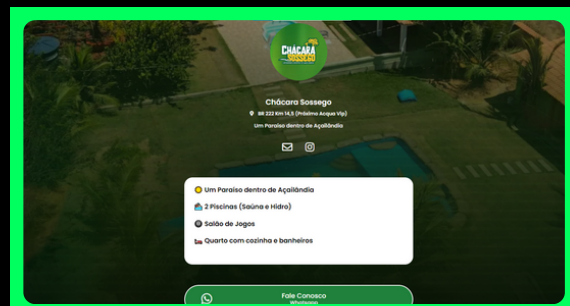 CHÁCARA
SOSSEGO
Chácara Sossego
BR 222 Km 14,5 (Próximo Acqua Vip)
Um Paraíso dentro de Açailândia
Um Paraíso dentro de Açailândia
2 Piscinas (Saúna e Hidro)
Salão de Jogos
Quarto com cozinha e banheiros
Fale Conosco
Whatsapp